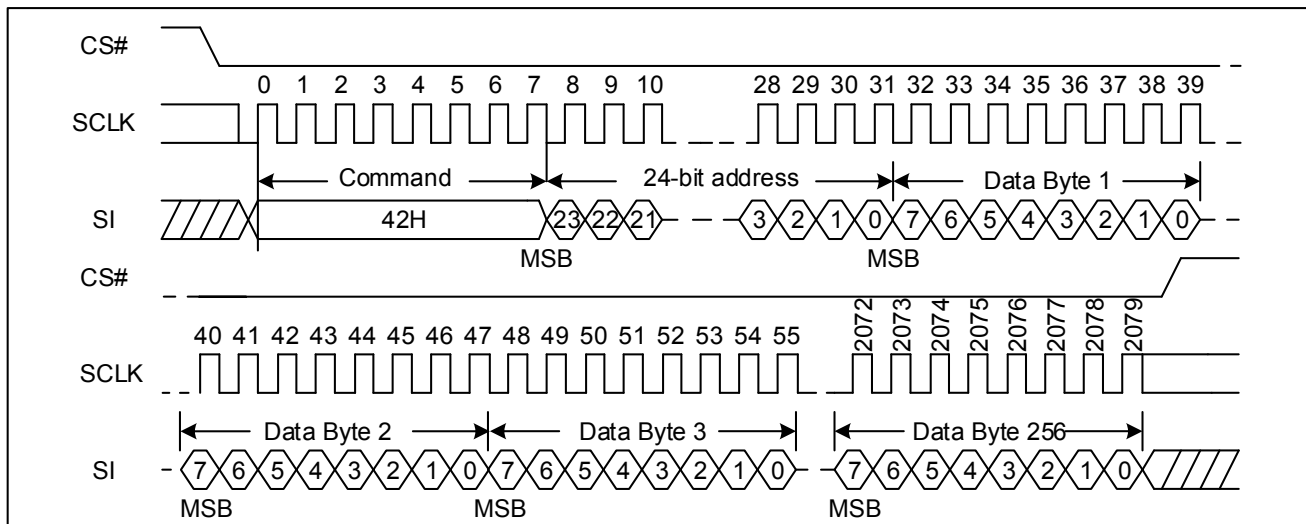 CS#
0 1 2 3 4 5 6 7 8 9 10 28 29 30 31 32 33 34 35 36 37 38 39
SCLK
Command 24-bit address Data Byte 1
SI 42H 23 22 21 3 2 1 0 7 6 5 4 3 2 1 0
MSB MSB
CS#
40 41 42 43 44 45 46 47 48 49 50 51 52 53 54 55 2072 2073 2074 2075 2076 2077 2078 2079
SCLK
Data Byte 2 Data Byte 3 Data Byte 256
SI 7 6 5 4 3 2 1 0 7 6 5 4 3 2 1 0 7 6 5 4 3 2 1 0
MSB MSB MSB